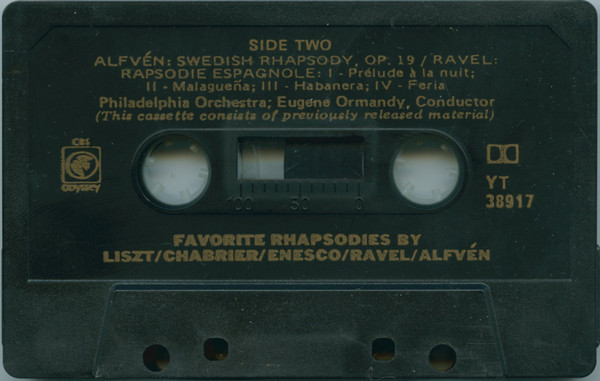 SIDE TWO
ALFVÉN: SWEDISH RHAPSODY, OP. 19 / RAVEL:
RAPSODIE ESPAGNOLE: I - Prélude à la nuit;
II - Malagueña; III - Habanera; IV - Feria
Philadelphia Orchestra; Eugene Ormandy, Conductor
(This cassette consists of previously released material)
CBS
Odyssey
YT
38917
100 50 0
FAVORITE RHAPSODIES BY
LISZT/CHABRIER/ENESCO/RAVEL/ALFVÉN